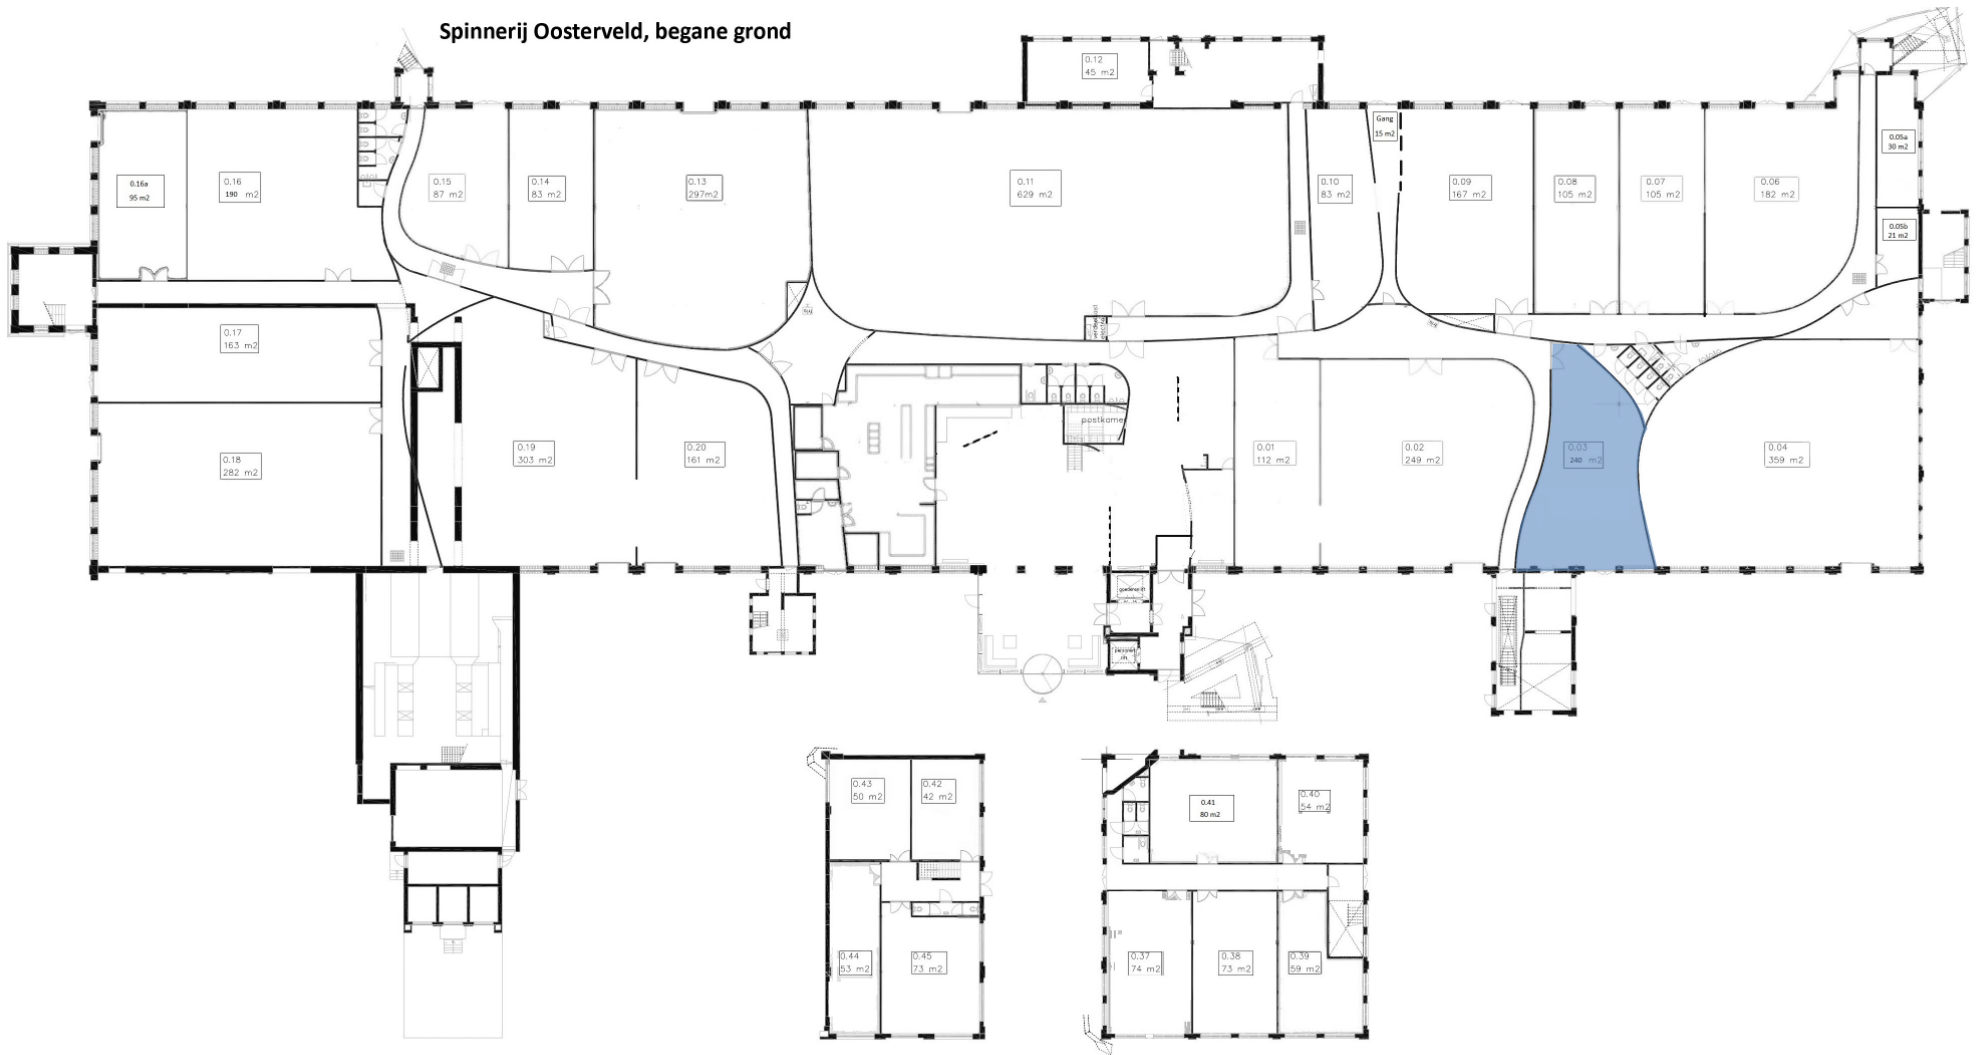 Spinnerij Oosterveld, begane grond
0.12
45 m2
Gang
15 m2
0.05a
30 m2
0.16a
95 m2
0.16
190 m2
0.15
87 m2
0.14
83 m2
0.13
297m2
0.11
629 m2
0.10
83 m2
0.09
167 m2
0.08
105 m2
0.07
105 m2
0.06
182 m2
0.05b
21 m2
0.17
163 m2
0.18
282 m2
0.19
303 m2
0.20
161 m2
postkamer
0.01
112 m2
0.02
249 m2
0.03
240 m2
0.04
359 m2
goederenlift
personen
lift
0.43
50 m2
0.42
42 m2
0.41
80 m2
0.40
54 m2
0.44
53 m2
0.45
73 m2
0.37
74 m2
0.38
73 m2
0.39
59 m2